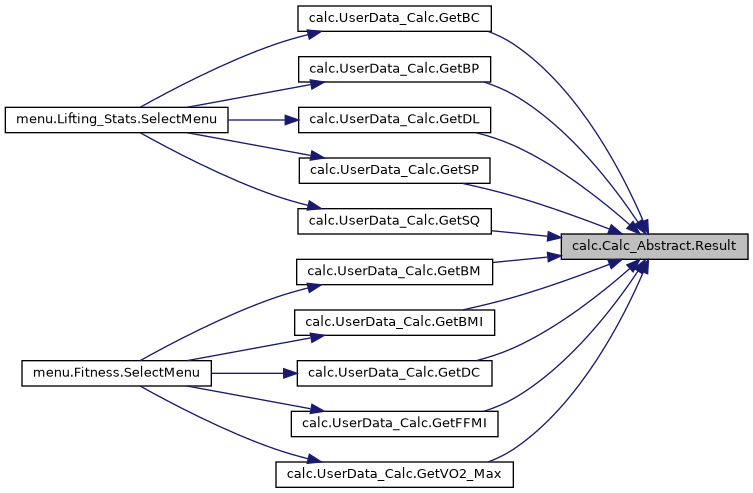 calc.UserData_Calc.GetBC
calc.UserData_Calc.GetBP
menu.Lifting_Stats.SelectMenu
calc.UserData_Calc.GetDL
calc.UserData_Calc.GetSP
calc.UserData_Calc.GetSQ
calc.Calc_Abstract.Result
calc.UserData_Calc.GetBM
calc.UserData_Calc.GetBMI
menu.Fitness.SelectMenu
calc.UserData_Calc.GetDC
calc.UserData_Calc.GetFFMI
calc.UserData_Calc.GetVO2_Max